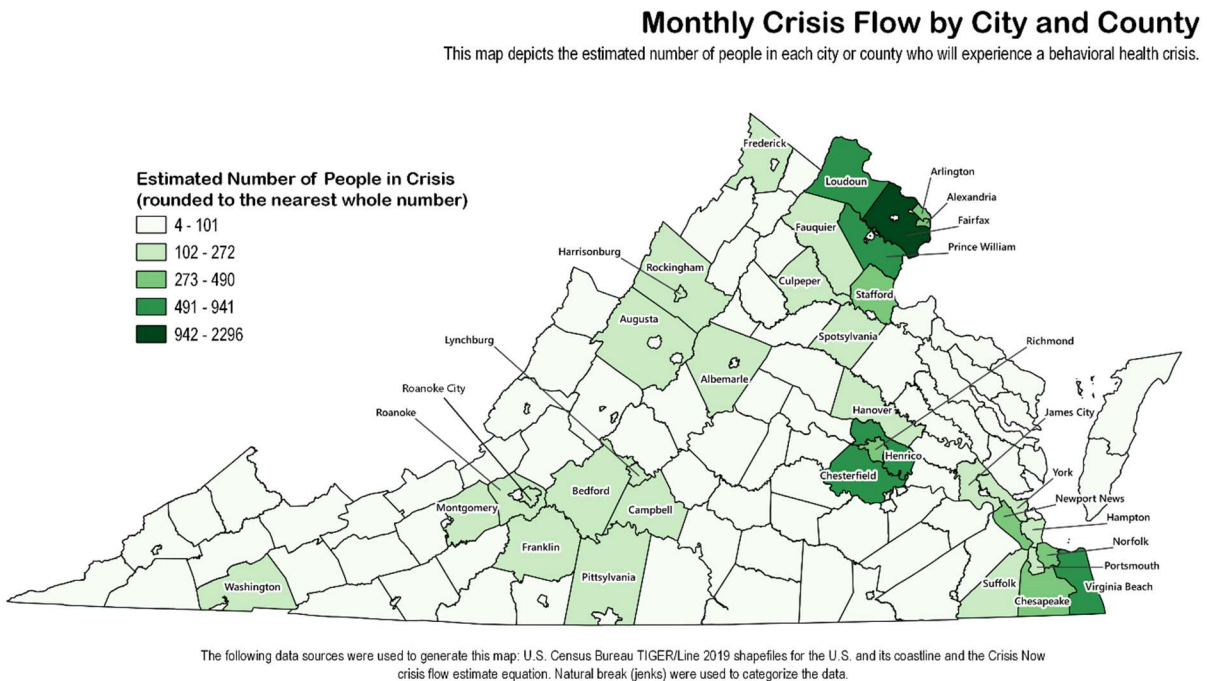 Monthly Crisis Flow by City and County
This map depicts the estimated number of people in each city or county who will experience a behavioral health crisis.
Estimated Number of People in Crisis
(rounded to the nearest whole number)
4 - 101
102 - 272
273 - 490
491 - 941
942 - 2296
Frederick
Loudoun
Arlington
Alexandria
Fairfax
Prince William
Fauquier
Harrisonburg
Rockingham
Culpeper
Stafford
Augusta
Spotsylvania
Lynchburg
Richmond
Albemarle
Roanoke City
Hanover
James City
Roanoke
Henrico
Chesterfield
York
Bedford
Newport News
Montgomery
Campbell
Hampton
Franklin
Norfolk
Portsmouth
Pittsylvania
Washington
Suffolk
Virginia Beach
Chesapeake
The following data sources were used to generate this map: U.S. Census Bureau TIGER/Line 2019 shapefiles for the U.S. and its coastline and the Crisis Now
crisis flow estimate equation. Natural break (jenks) were used to categorize the data.